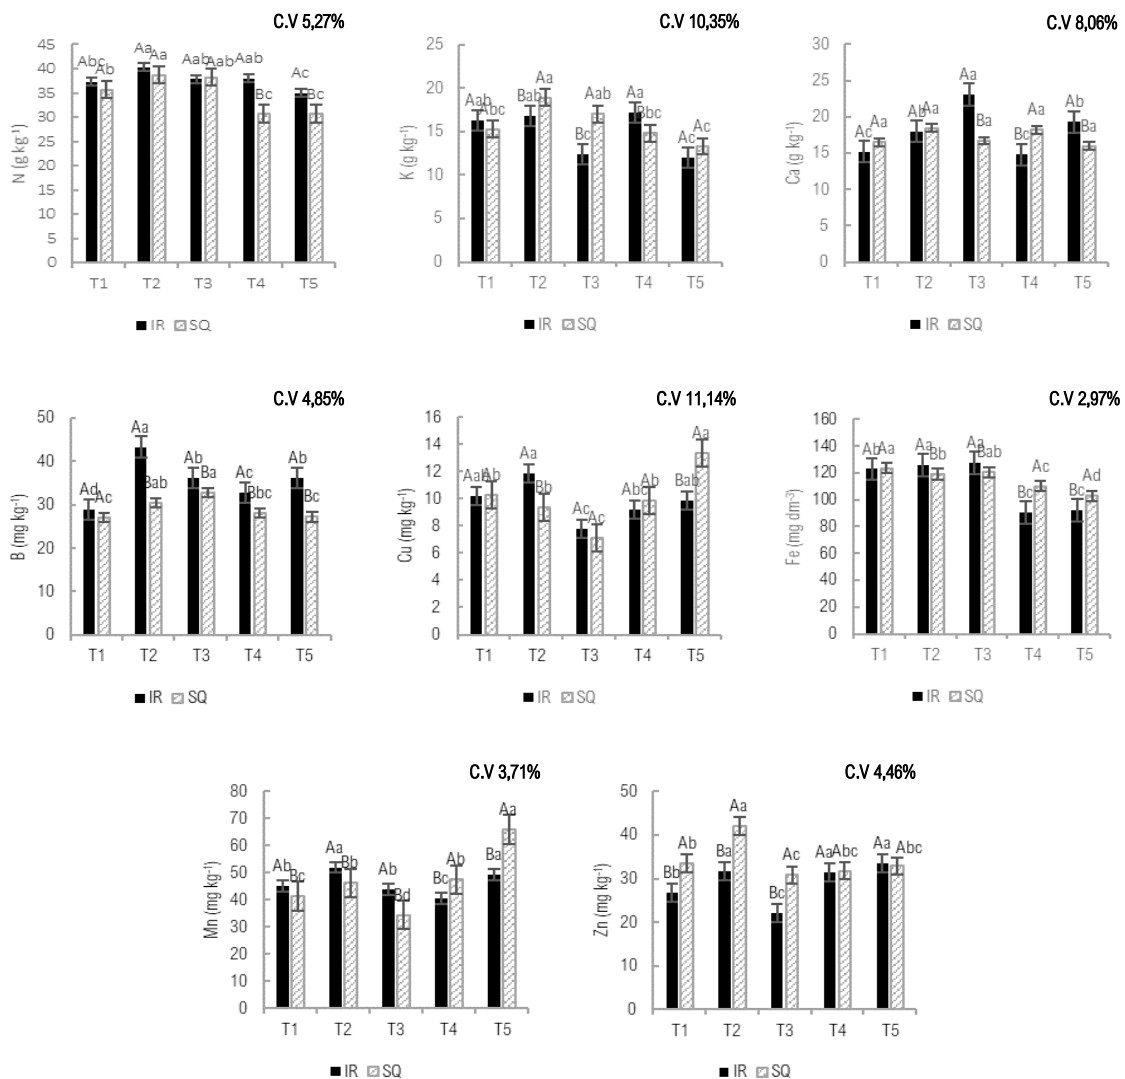 C.V 5,27%
N (g kg⁻¹)
45
40
35
30
25
20
15
10
5
0
Abc Ab Aa Aa Aab Aab Aab Bc Ac Bc
T1 T2 T3 T4 T5
IR SQ
C.V 10,35%
K (g kg⁻¹)
25
20
15
10
5
0
Aab Abc Bab Aa Bc Aab Aa Bbc Ac Ac
T1 T2 T3 T4 T5
IR SQ
C.V 8,06%
Ca (g kg⁻¹)
30
25
20
15
10
5
0
Ac Aa Ab Aa Aa Ba Bc Aa Ab Ba
T1 T2 T3 T4 T5
IR SQ
C.V 4,85%
B (mg kg⁻¹)
50
40
30
20
10
0
Ad Ac Aa Bab Ab Ba Ac Bbc Ab Bc
T1 T2 T3 T4 T5
IR SQ
C.V 11,14%
Cu (mg kg⁻¹)
16
14
12
10
8
6
4
2
0
Aab Ab Aa Bb Ac Ac Abc Ab Bab Aa
T1 T2 T3 T4 T5
IR SQ
C.V 2,97%
Fe (mg dm⁻³)
160
140
120
100
80
60
40
20
0
Ab Aa Aa Bb Aa Bab Bc Ac Bc Ad
T1 T2 T3 T4 T5
IR SQ
C.V 3,71%
Mn (mg kg⁻¹)
80
70
60
50
40
30
20
10
0
Ab Bc Aa Bb Ab Bd Bc Ab Ba Aa
T1 T2 T3 T4 T5
IR SQ
C.V 4,46%
Zn (mg kg⁻¹)
50
40
30
20
10
0
Bb Ab Ba Aa Bc Ac Aa Abc Aa Abc
T1 T2 T3 T4 T5
IR SQ